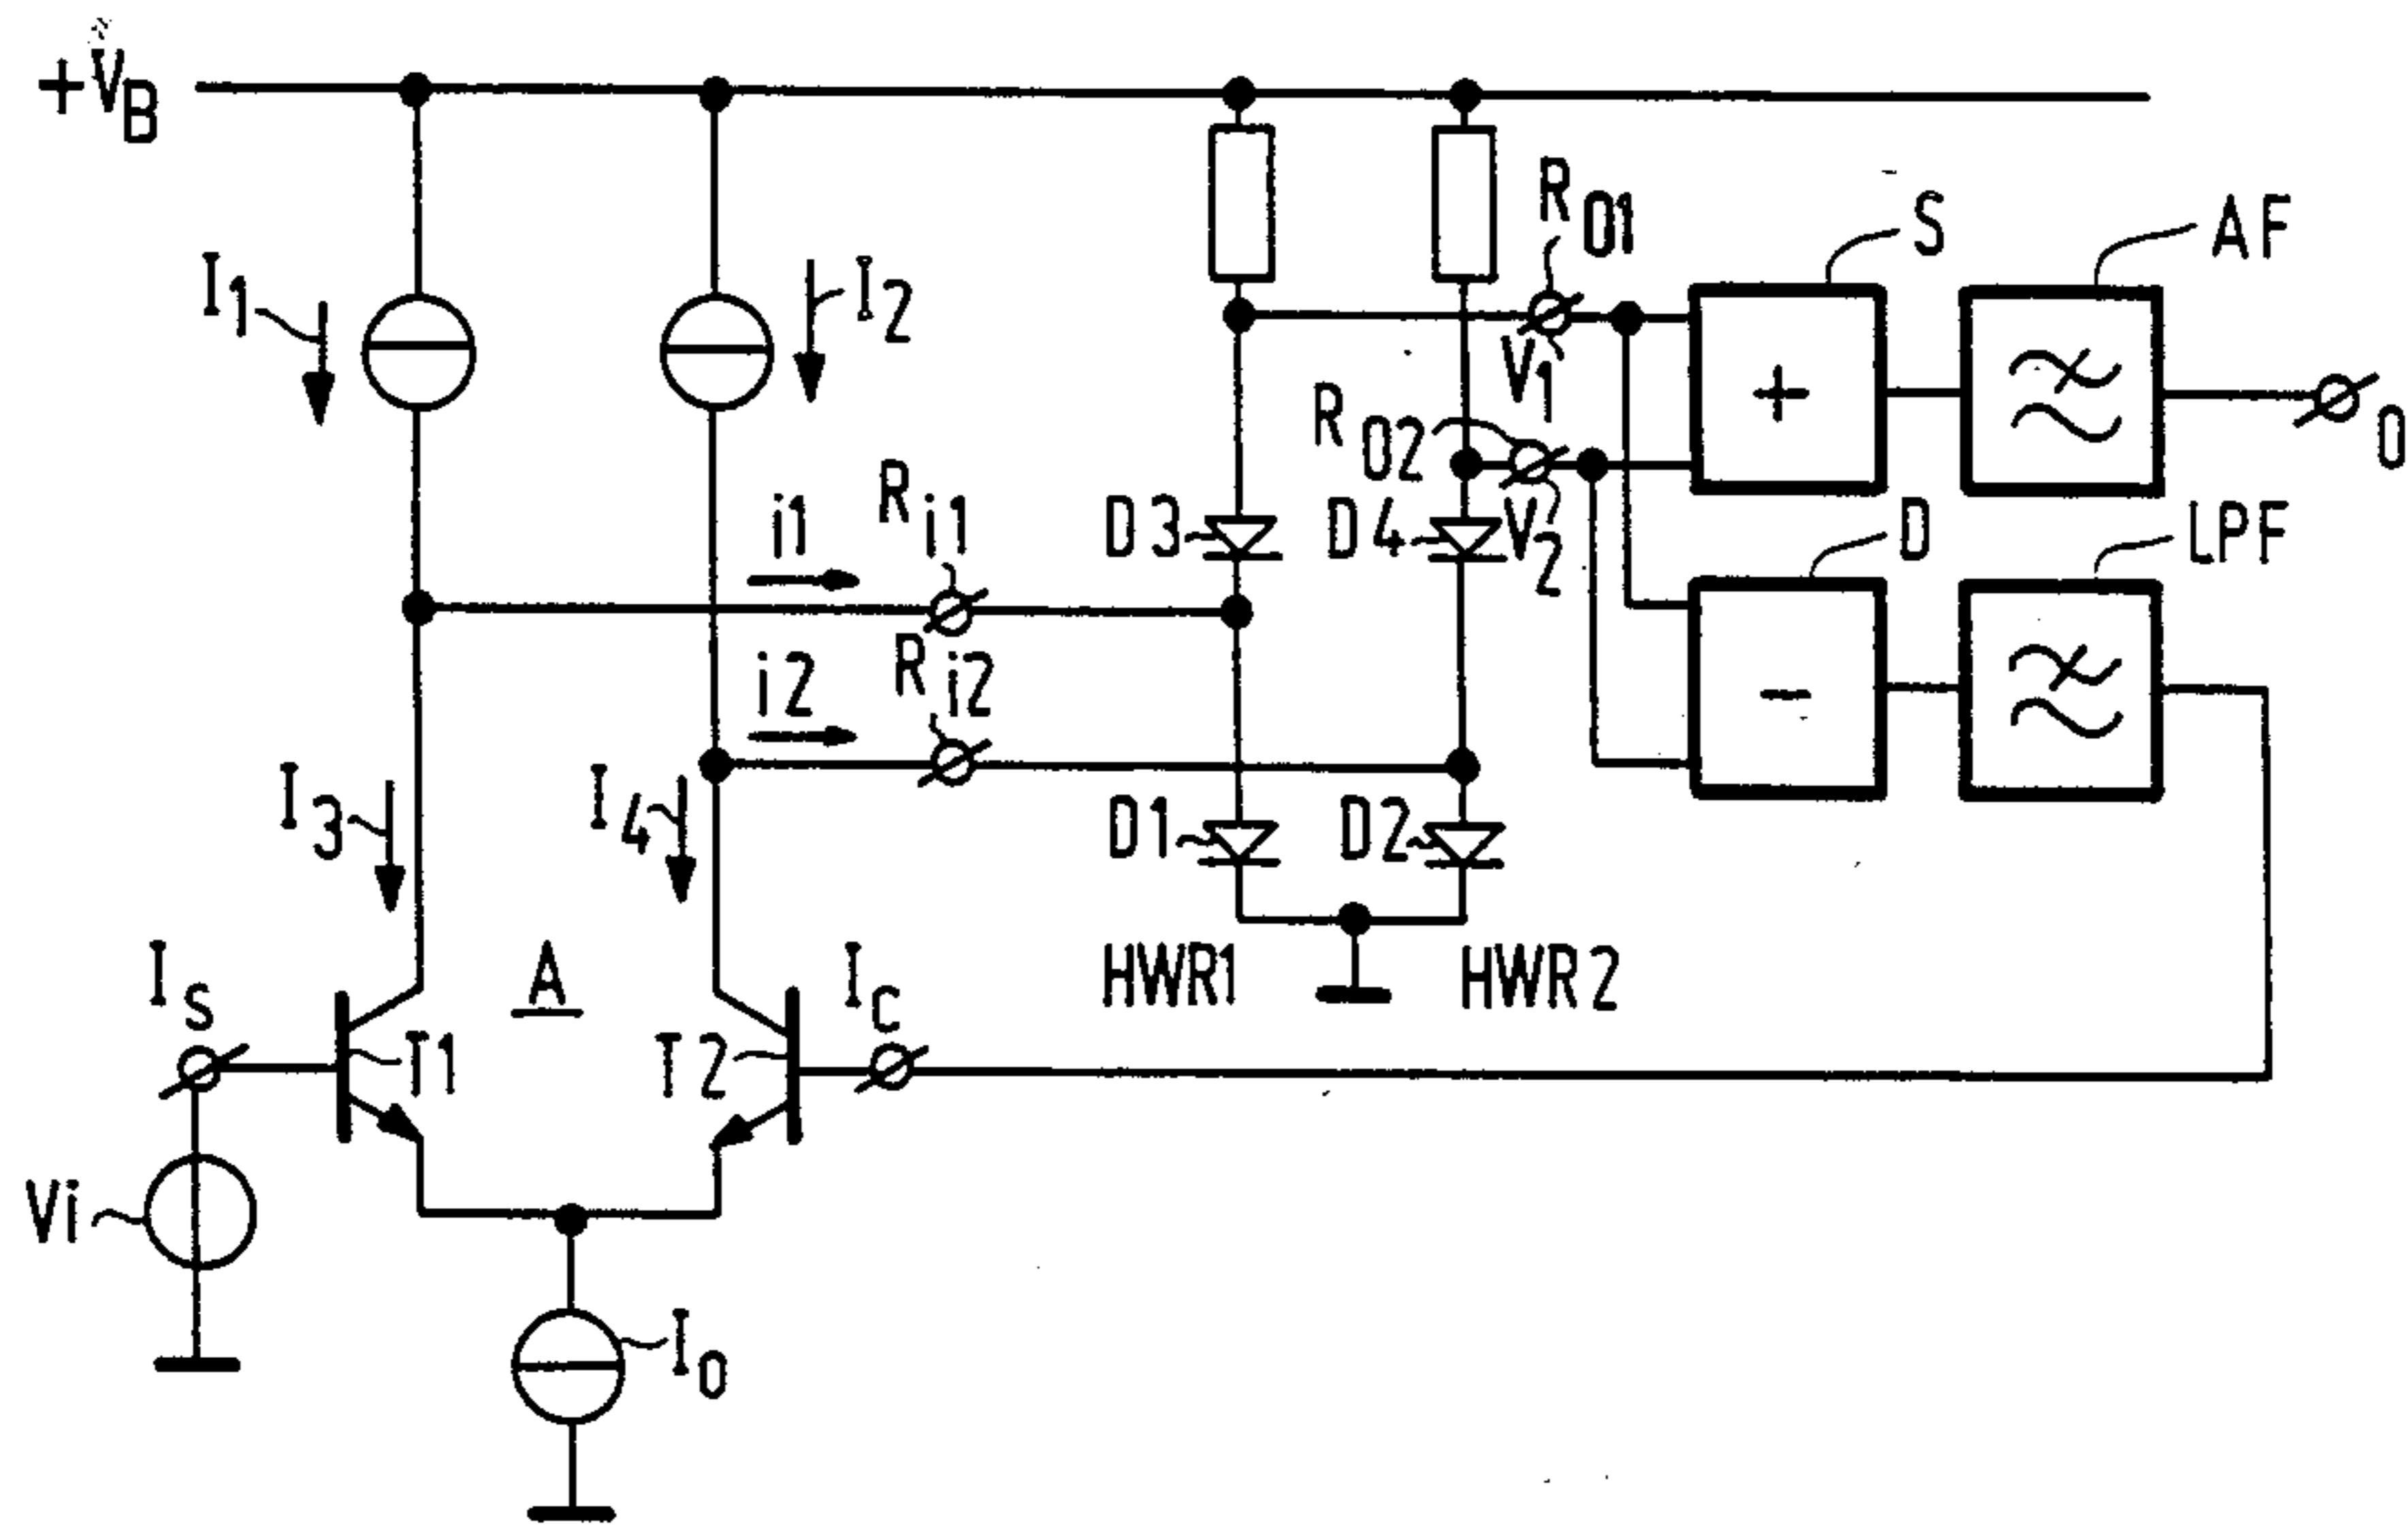 +VB
I1
I2
R01
S
AF
V1
R02
+
0
i1
Ri1
D3
D4
V2
D
LPF
i2
Ri2
-
I3
I4
D1
D2
IS
A
IC
HWR1
HWR2
T1
T2
Vi
I0